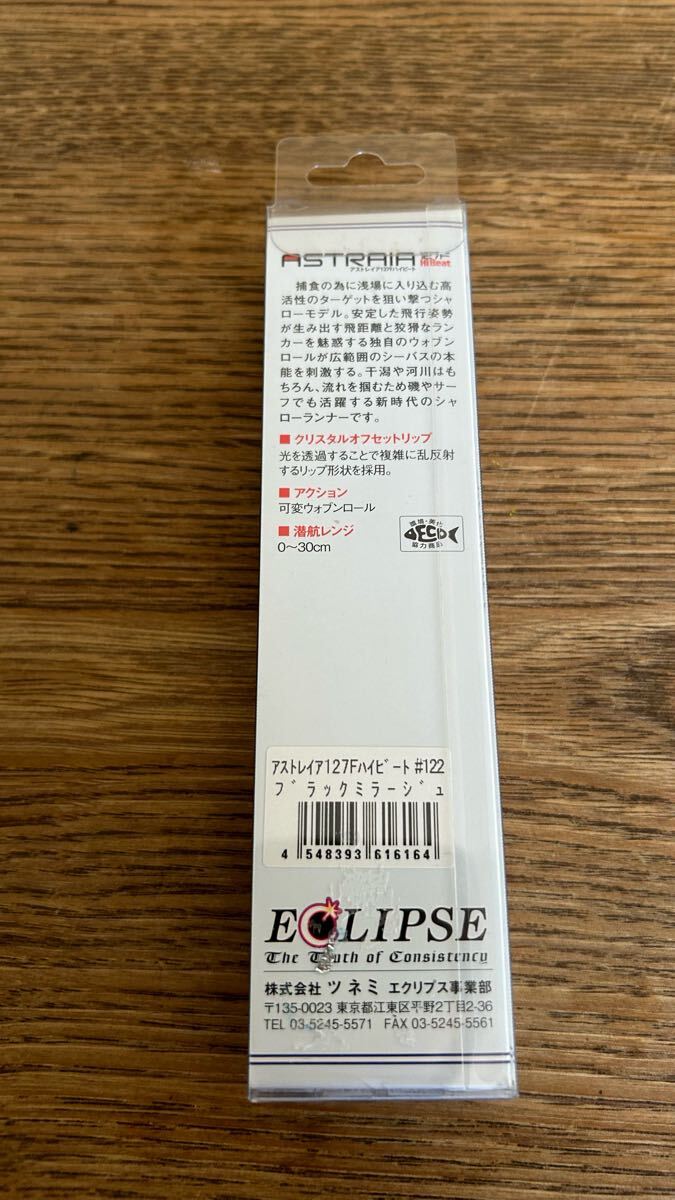 ASTRAIA
HiBeat
アストレイア127Fハイビート
捕食の為に浅場に入り込む高
活性のターゲットを狙い撃つシャ
ローモデル。安定した飛行姿勢
が生み出す飛距離と狡猾なラン
カーを魅惑する独自のウォブン
ロールが広範囲のシーバスの本
能を刺激する。干潟や河川はも
ちろん、流れを掴むため磯やサー
フでも活躍する新時代のシャ
ローランナーです。
■ クリスタルオフセットリップ
光を透過することで複雑に乱反射
するリップ形状を採用。
■ アクション
可変ウォブンロール
■ 潜航レンジ
0～30cm
環境・美化
ECO
協力商品
ｱｽﾄﾚｲｱ127Fﾊｲﾋﾞｰﾄ #122
ﾌﾞﾗｯｸﾐﾗｰｼﾞｭ
4 548393 616164
ECLIPSE
The Truth of Consistency
株式会社 ツネミ エクリプス事業部
〒135-0023 東京都江東区平野2丁目2-36
TEL 03-5245-5571 FAX 03-5245-5561